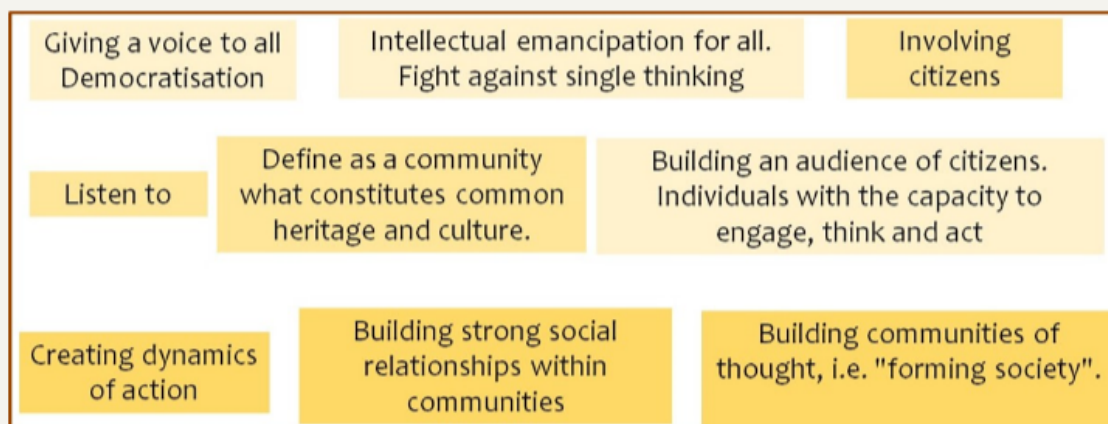 Giving a voice to all
Democratisation
Intellectual emancipation for all.
Fight against single thinking
Involving
citizens
Listen to
Define as a community
what constitutes common
heritage and culture.
Building an audience of citizens.
Individuals with the capacity to
engage, think and act
Creating dynamics
of action
Building strong social
relationships within
communities
Building communities of
thought, i.e. "forming society".